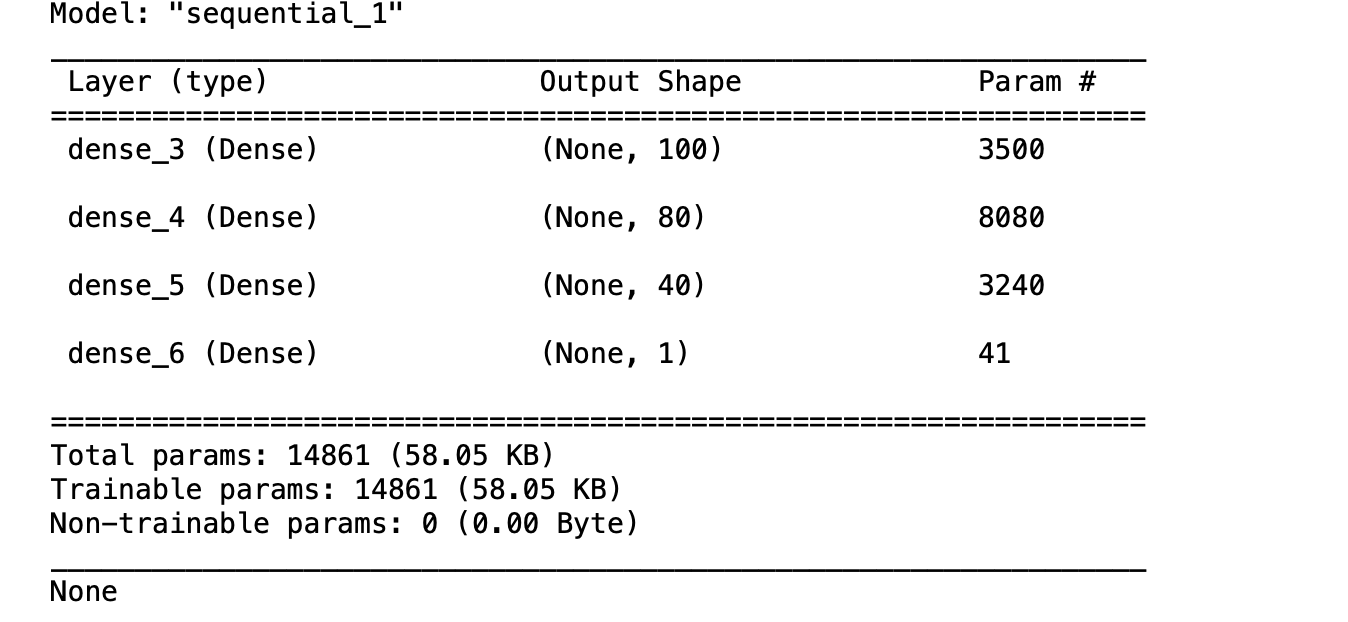 Model: "sequential_1"
_________________________________________________________________
Layer (type) Output Shape Param #
=================================================================
dense_3 (Dense) (None, 100) 3500
dense_4 (Dense) (None, 80) 8080
dense_5 (Dense) (None, 40) 3240
dense_6 (Dense) (None, 1) 41
=================================================================
Total params: 14861 (58.05 KB)
Trainable params: 14861 (58.05 KB)
Non-trainable params: 0 (0.00 Byte)
_________________________________________________________________
None